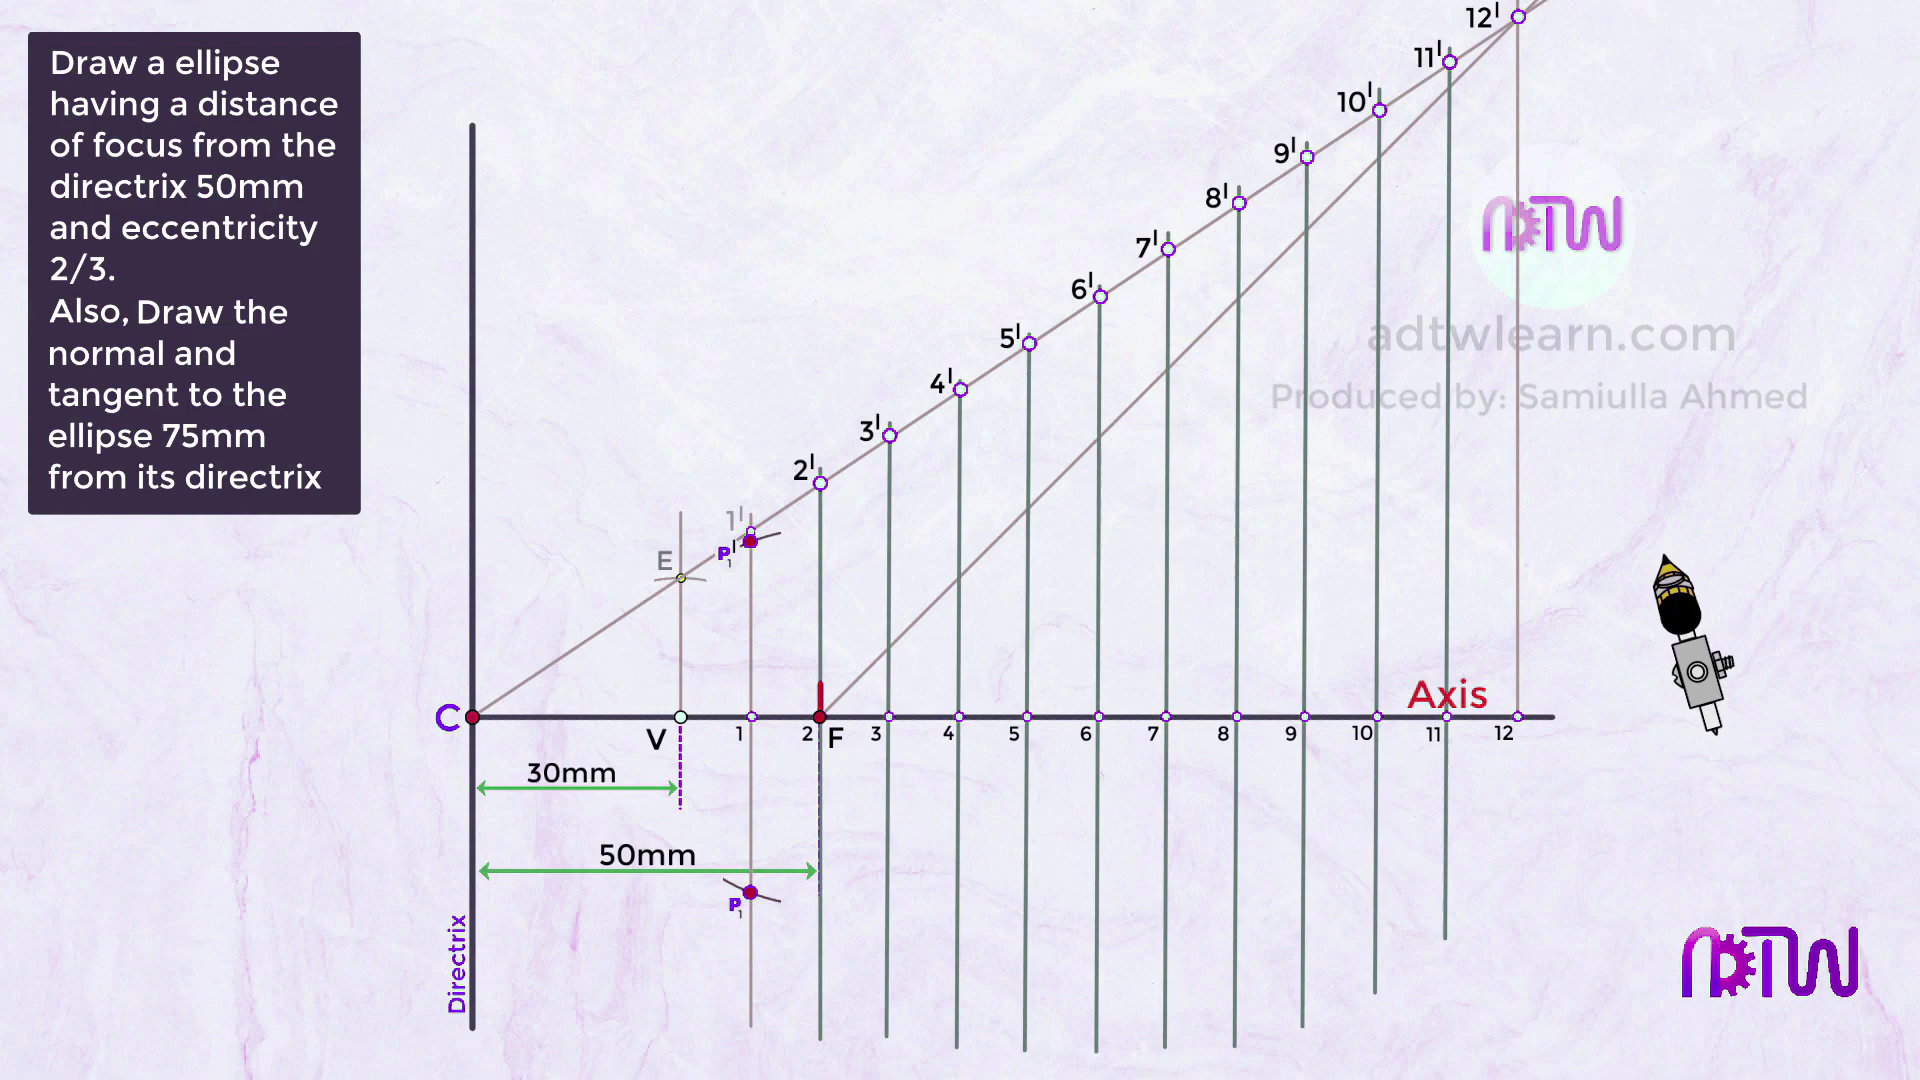 Draw a ellipse
having a distance
of focus from the
directrix 50mm
and eccentricity
2/3.
Also, Draw the
normal and
tangent to the
ellipse 75mm
from its directrix
12'
11'
10'
9'
8'
7'
6'
5'
4'
3'
2'
1'
P1'
E
ADTW
adtwlearn.com
Produced by: Samiulla Ahmed
Axis
C
V 1 2 F 3 4 5 6 7 8 9 10 11 12
30mm
50mm
P1
Directrix
ADTW